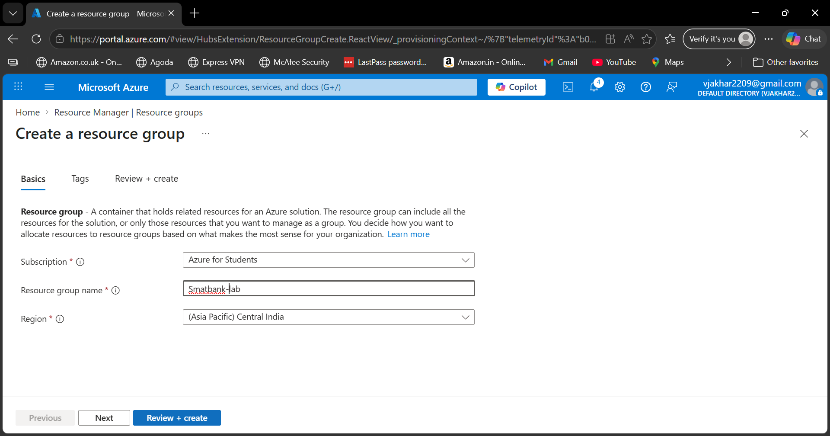 Create a resource group - Micros
https://portal.azure.com/#view/HubsExtension/ResourceGroupCreate.ReactView/_provisioningContext~/%7B"telemetryId"%3A"b0...
Verify it's you
Chat
Amazon.co.uk - On...
Agoda
Express VPN
McAfee Security
LastPass password...
Amazon.in - Onlin...
Gmail
YouTube
Maps
Other favorites
Microsoft Azure
Search resources, services, and docs (G+/)
Copilot
4
vjakhar2209@gmail.com
DEFAULT DIRECTORY (VJAKHAR2...
Home > Resource Manager | Resource groups
Create a resource group ...
Basics
Tags
Review + create
Resource group - A container that holds related resources for an Azure solution. The resource group can include all the
resources for the solution, or only those resources that you want to manage as a group. You decide how you want to
allocate resources to resource groups based on what makes the most sense for your organization. Learn more
Subscription *
Azure for Students
Resource group name *
Smatbank-lab
Region *
(Asia Pacific) Central India
Previous
Next
Review + create